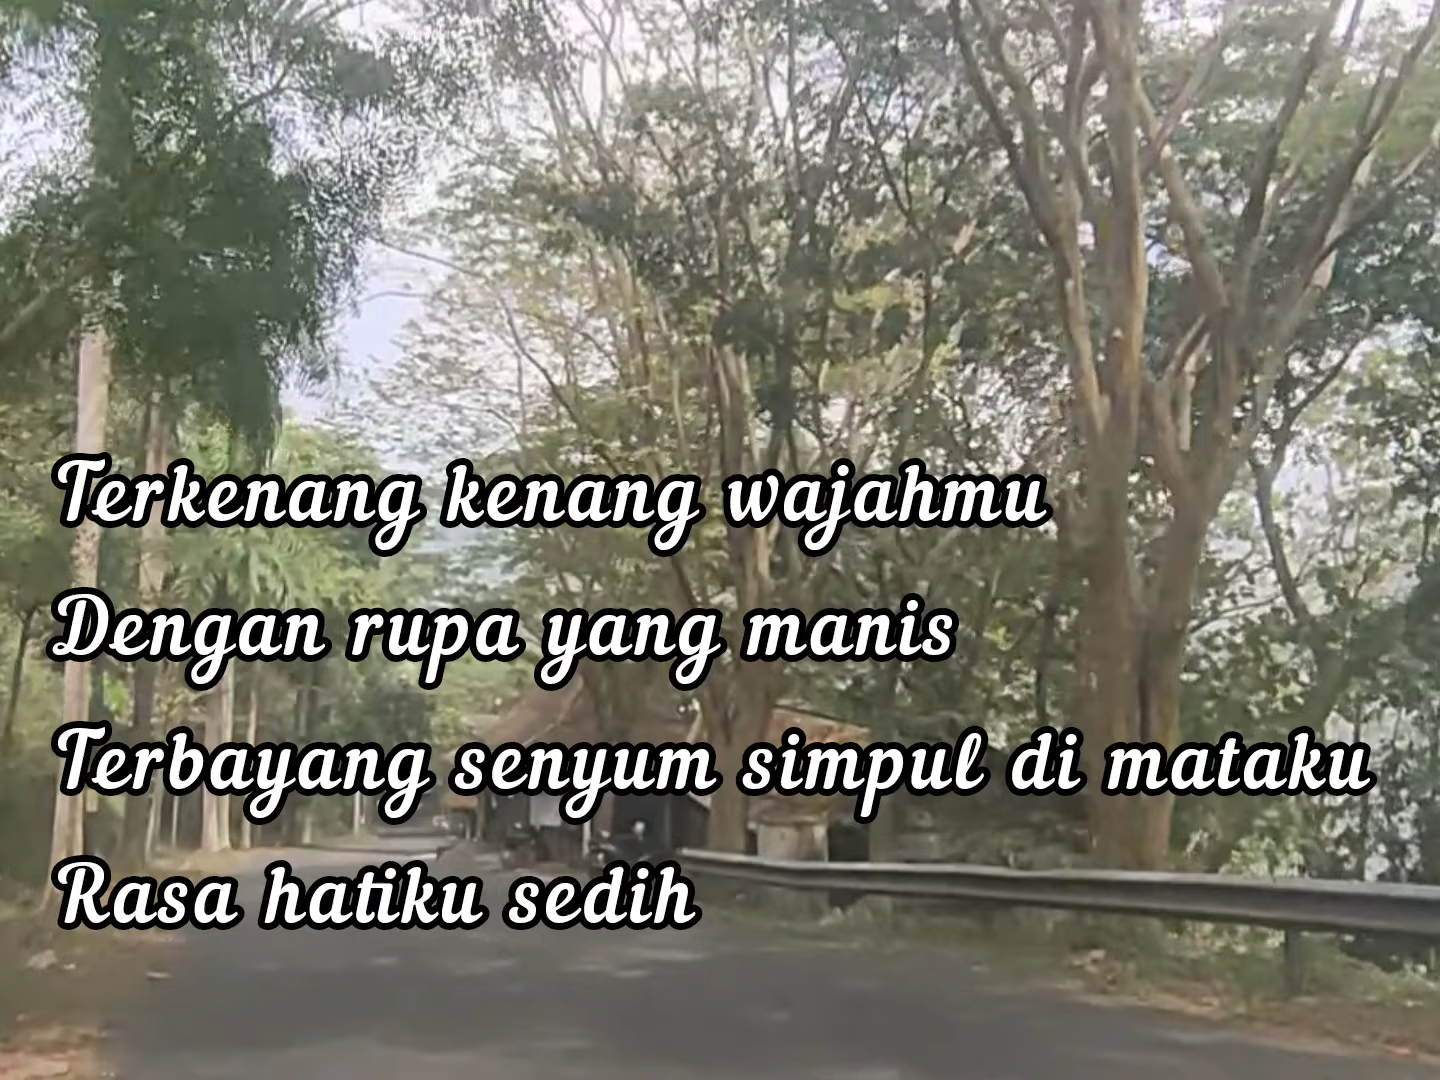 Terkenang kenang wajahmu
Dengan rupa yang manis
Terbayang senyum simpul di mataku
Rasa hatiku sedih